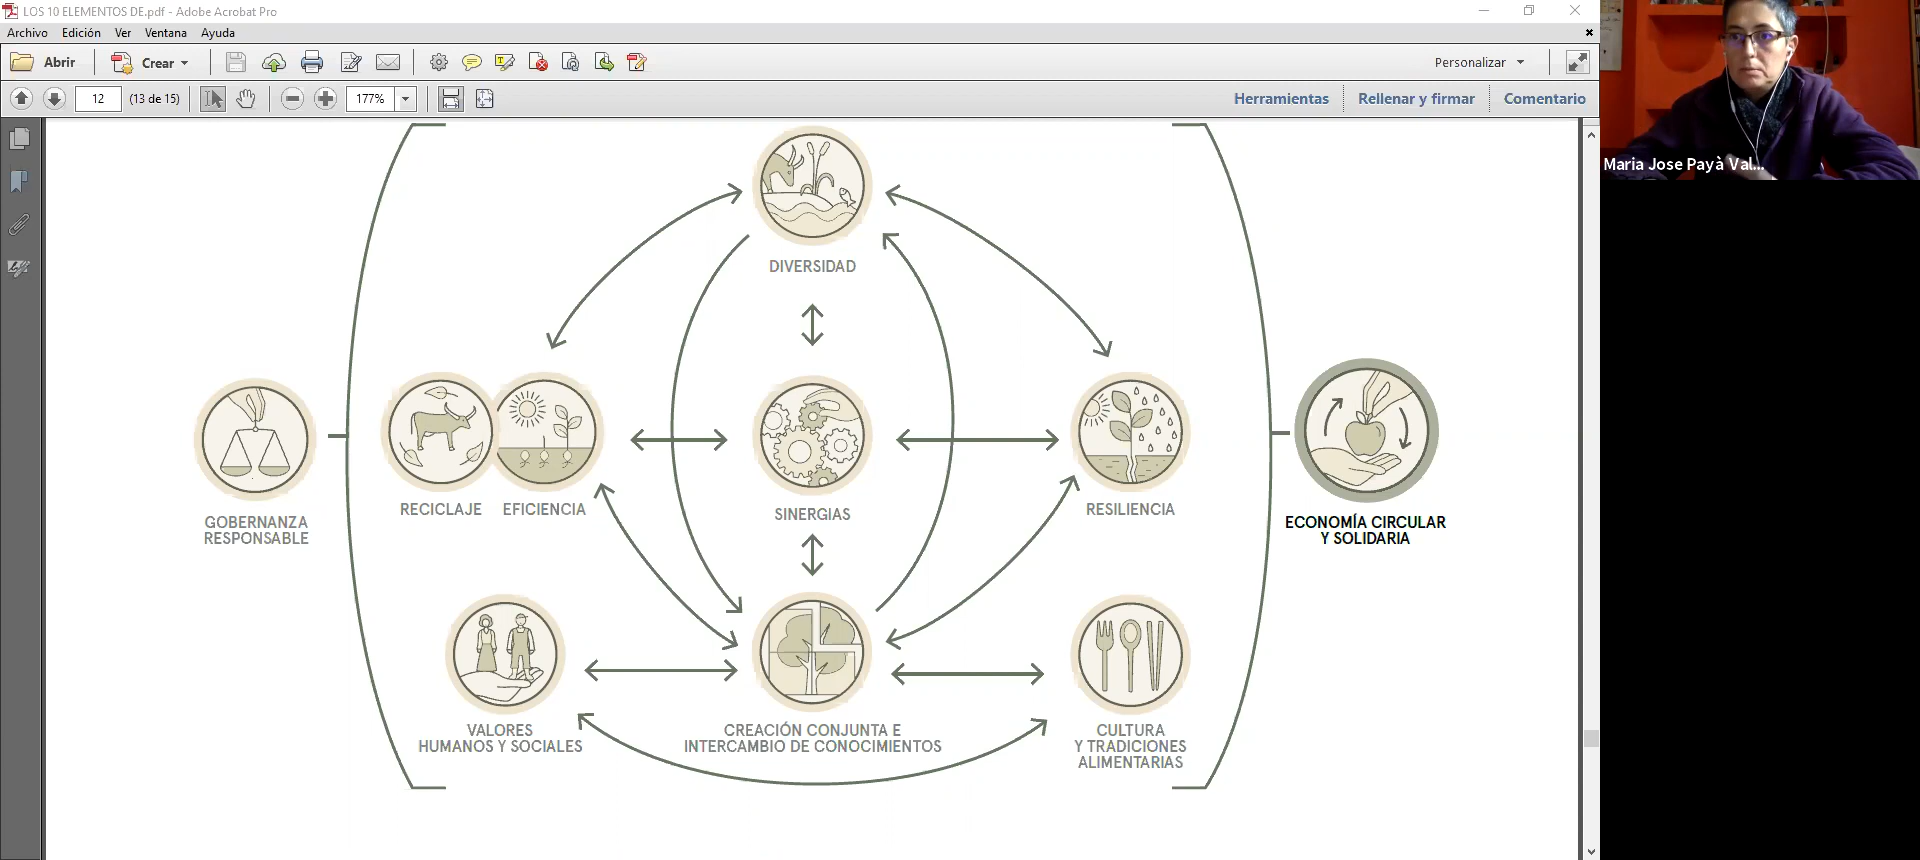 LOS 10 ELEMENTOS DE.pdf - Adobe Acrobat Pro
Archivo Edición Ver Ventana Ayuda
Abrir Crear Personalizar
12 (13 de 15) 177% Herramientas Rellenar y firmar Comentario
Maria Jose Payà Val...
DIVERSIDAD
RECICLAJE EFICIENCIA
SINERGIAS
RESILIENCIA
GOBERNANZA
RESPONSABLE
ECONOMÍA CIRCULAR
Y SOLIDARIA
VALORES
HUMANOS Y SOCIALES
CREACIÓN CONJUNTA E
INTERCAMBIO DE CONOCIMIENTOS
CULTURA
Y TRADICIONES
ALIMENTARIAS